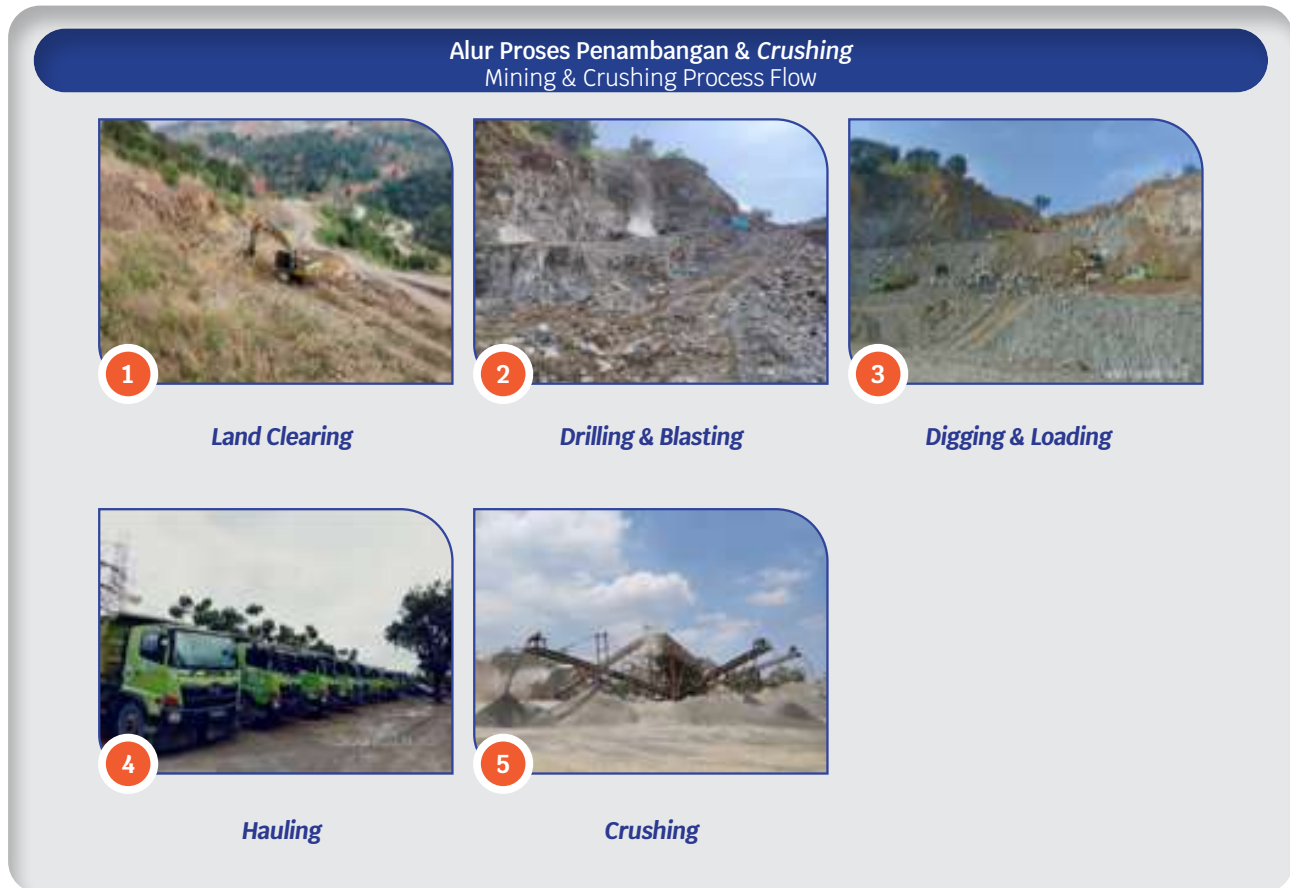 Alur Proses Penambangan & Crushing
Mining & Crushing Process Flow
1
2
3
Land Clearing
Drilling & Blasting
Digging & Loading
4
5
Hauling
Crushing